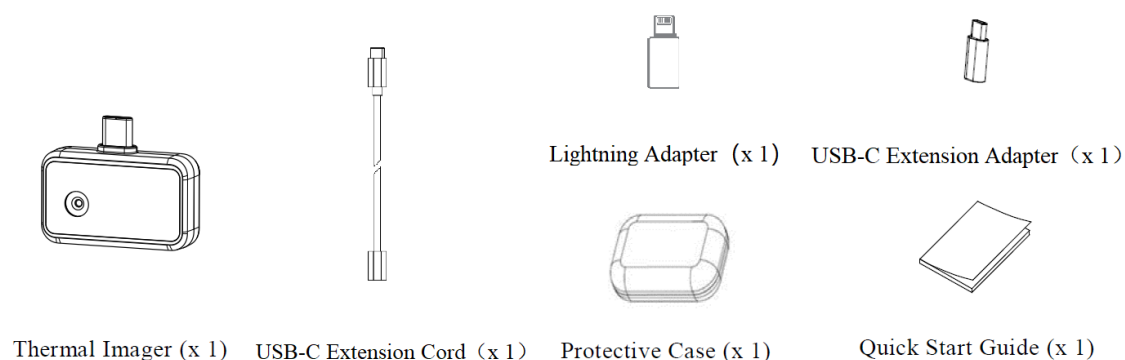 Lightning Adapter（x 1）
USB-C Extension Adapter（x 1）
Thermal Imager (x 1)
USB-C Extension Cord（x 1）
Protective Case (x 1)
Quick Start Guide (x 1)